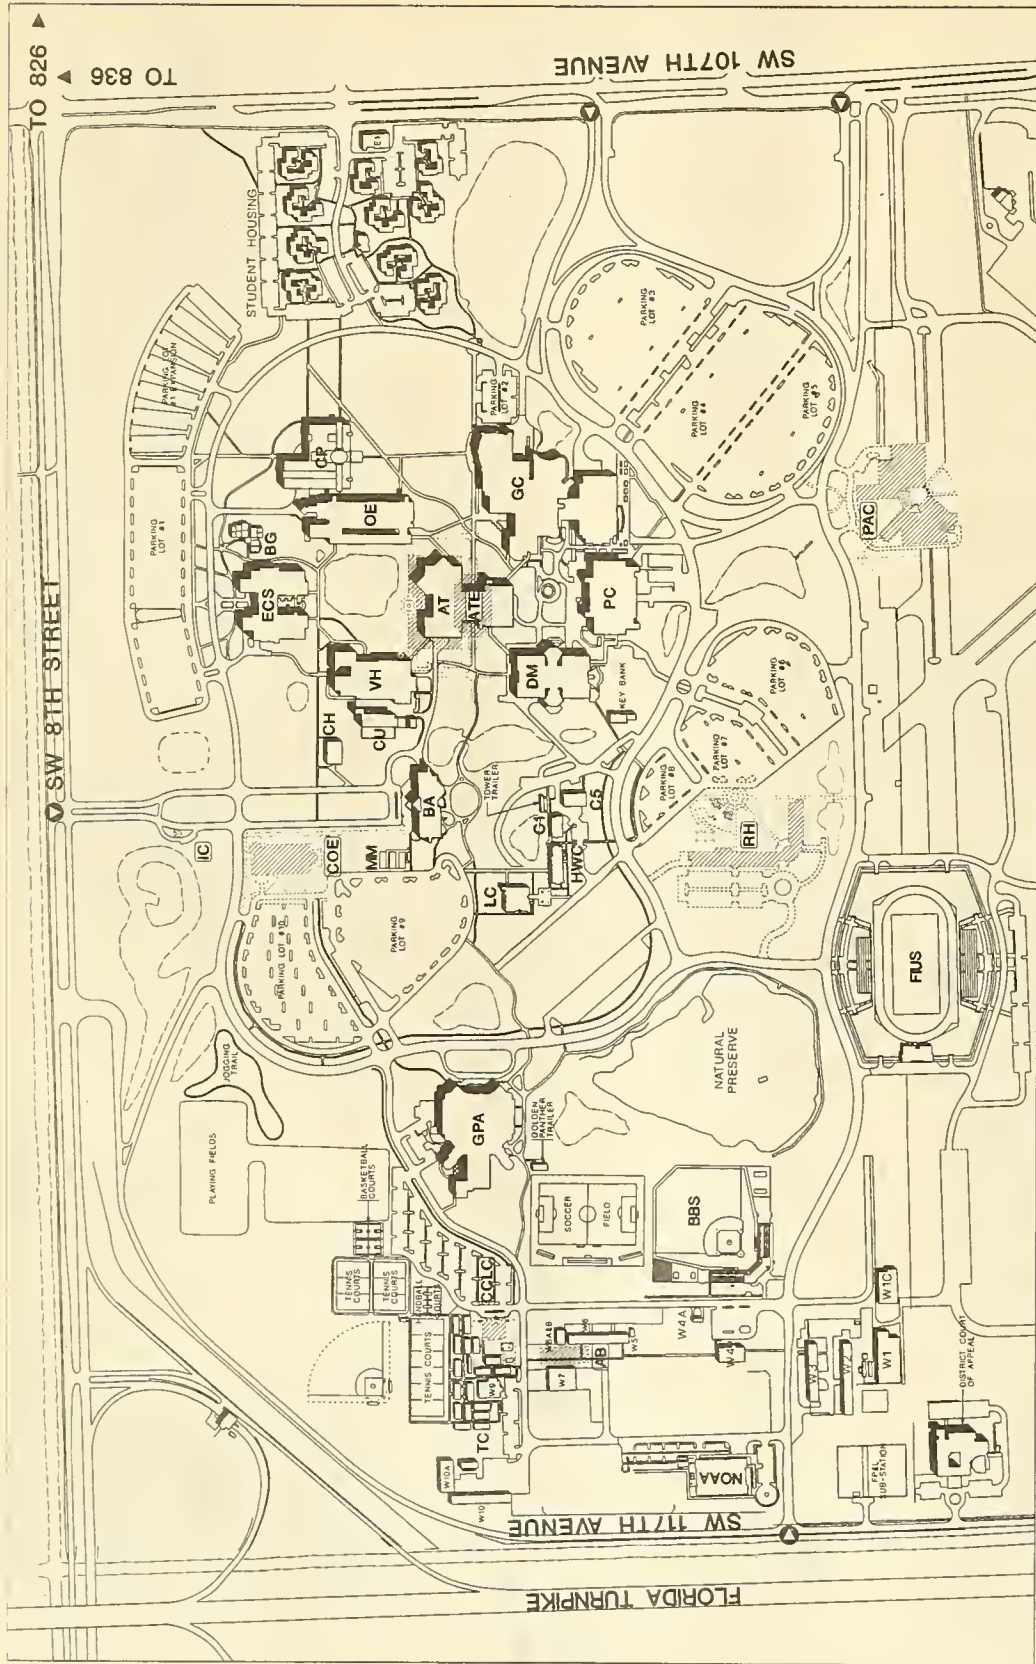 TO 826
TO 836
SW 107TH AVENUE
SW 8TH STREET
STUDENT HOUSING
PARKING
LOT #1
PARKING LOT
#1 EXPANSION
CP
OE
BG
ECS
PARKING
LOT #2
GC
AT
ATE
VH
CH
CU
DM
PC
KEY BANK
PARKING
LOT #3
PARKING
LOT #4
PARKING
LOT #5
PAC
PARKING
LOT #6
PARKING
LOT #7
PARKING
LOT #8
RH
BA
TOWER
TRAILER
C1
C5
HWC
LC
MM
COE
IC
PARKING LOT #10
PARKING
LOT #9
FIUS
NATURAL
PRESERVE
JOGGING
TRAIL
PLAYING FIELDS
BASKETBALL
COURTS
GPA
GOLDEN
PANTHER
TRAILER
SOCCER
FIELD
BBS
TENNIS
COURTS
TENNIS
COURTS
HANDBALL
COURTS
TENNIS COURTS
CCLC
W9
TC
W10A
W10
W6
W5
AB
W7
W4A
NOAA
W3
W2
W1
W1C
DISTRICT COURT
OF APPEAL
FP&L
SUB-STATION
SW 117TH AVENUE
FLORIDA TURNPIKE